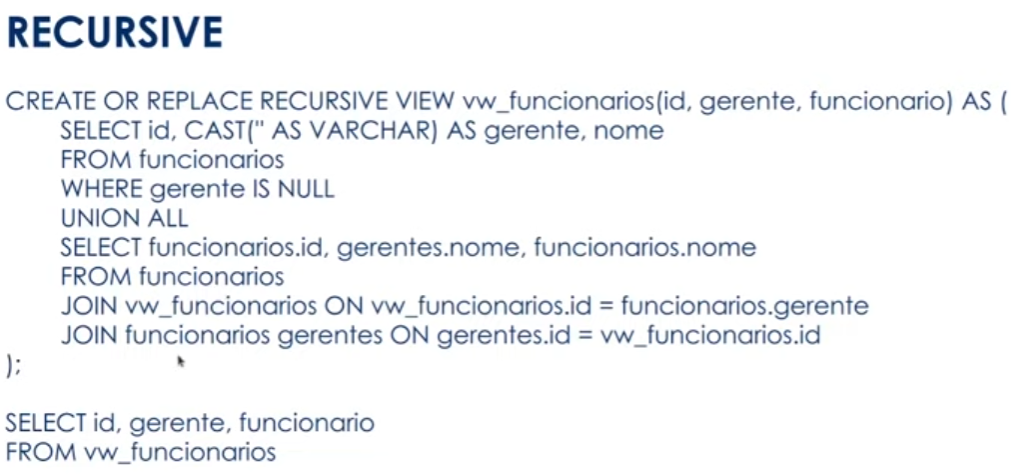 RECURSIVE
CREATE OR REPLACE RECURSIVE VIEW vw_funcionarios(id, gerente, funcionario) AS (
SELECT id, CAST('' AS VARCHAR) AS gerente, nome
FROM funcionarios
WHERE gerente IS NULL
UNION ALL
SELECT funcionarios.id, gerentes.nome, funcionarios.nome
FROM funcionarios
JOIN vw_funcionarios ON vw_funcionarios.id = funcionarios.gerente
JOIN funcionarios gerentes ON gerentes.id = vw_funcionarios.id
);
SELECT id, gerente, funcionario
FROM vw_funcionarios